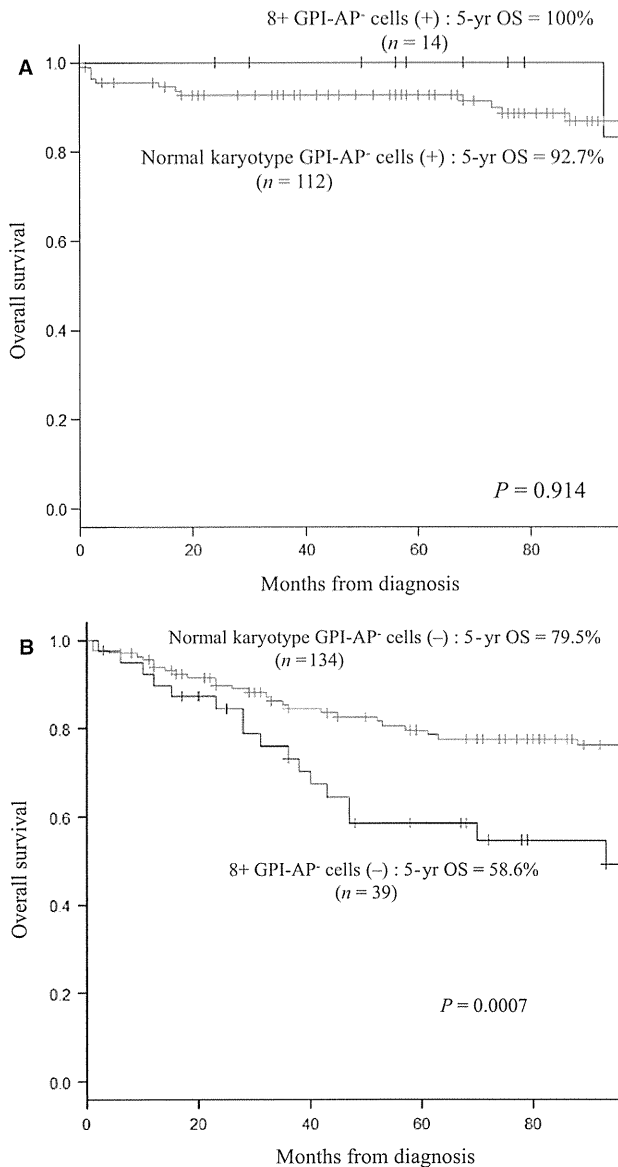 8+ GPI-AP⁻ cells (+) : 5-yr OS = 100%
(n = 14)
A
1.0
Normal karyotype GPI-AP⁻ cells (+) : 5-yr OS = 92.7%
(n = 112)
0.8
0.6
0.4
0.2
0.0
Overall survival
P = 0.914
0 20 40 60 80
Months from diagnosis
B
Normal karyotype GPI-AP⁻ cells (–) : 5-yr OS = 79.5%
(n =134)
1.0
0.8
0.6
8+ GPI-AP⁻ cells (–) : 5-yr OS = 58.6%
(n = 39)
0.4
0.2
0.0
Overall survival
P = 0.0007
0 20 40 60 80
Months from diagnosis